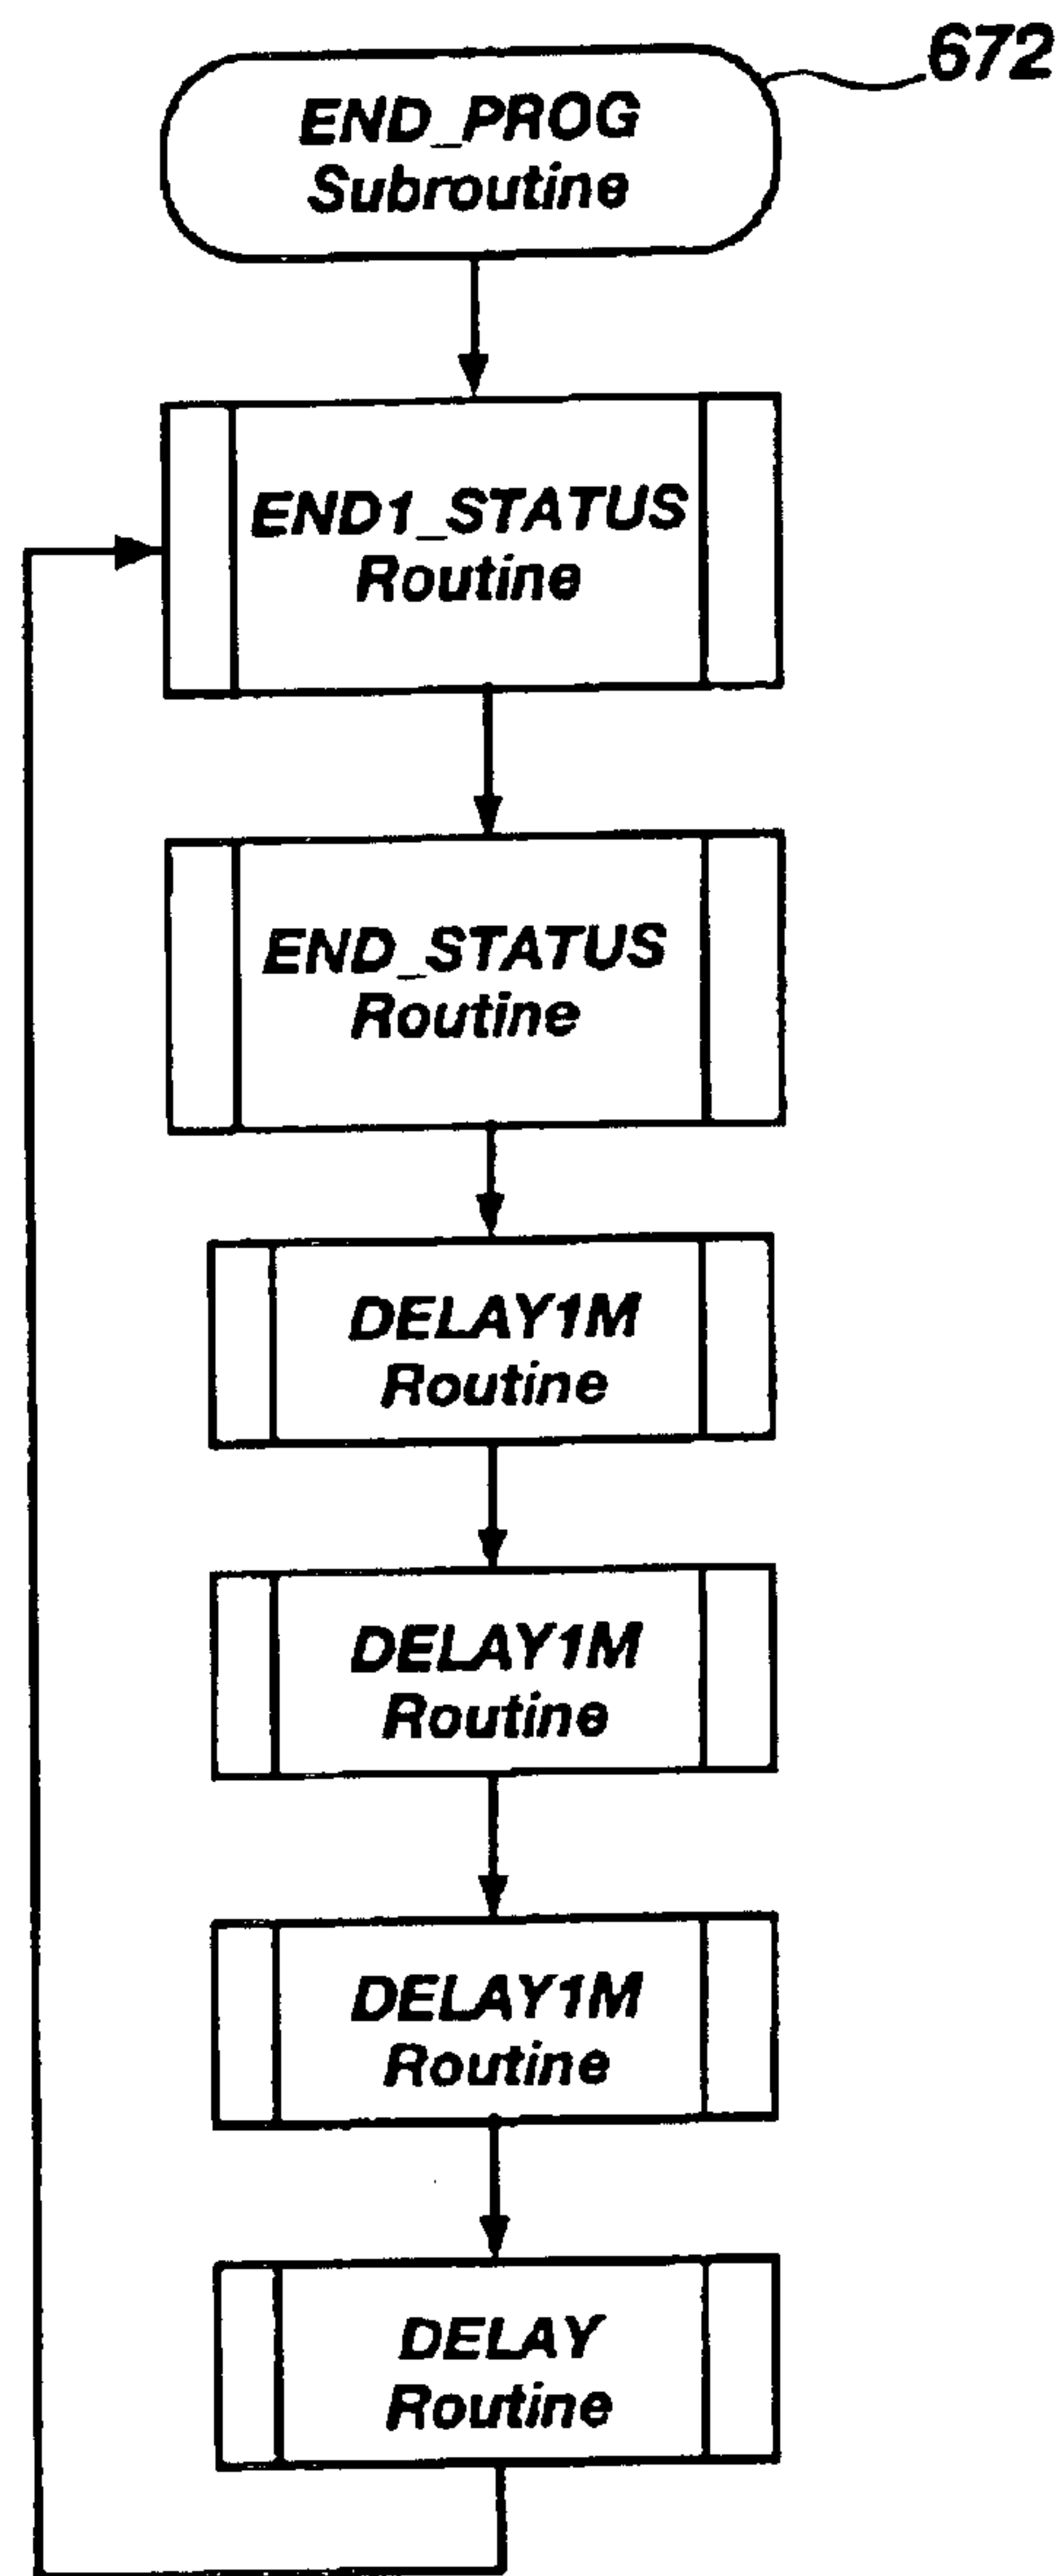 672
END_PROG
Subroutine
END1_STATUS
Routine
END_STATUS
Routine
DELAY1M
Routine
DELAY1M
Routine
DELAY1M
Routine
DELAY
Routine